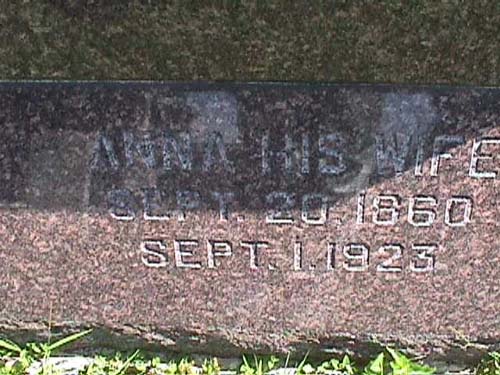 ANNA HIS WIFE
SEPT. 20, 1860
SEPT. 1, 1923